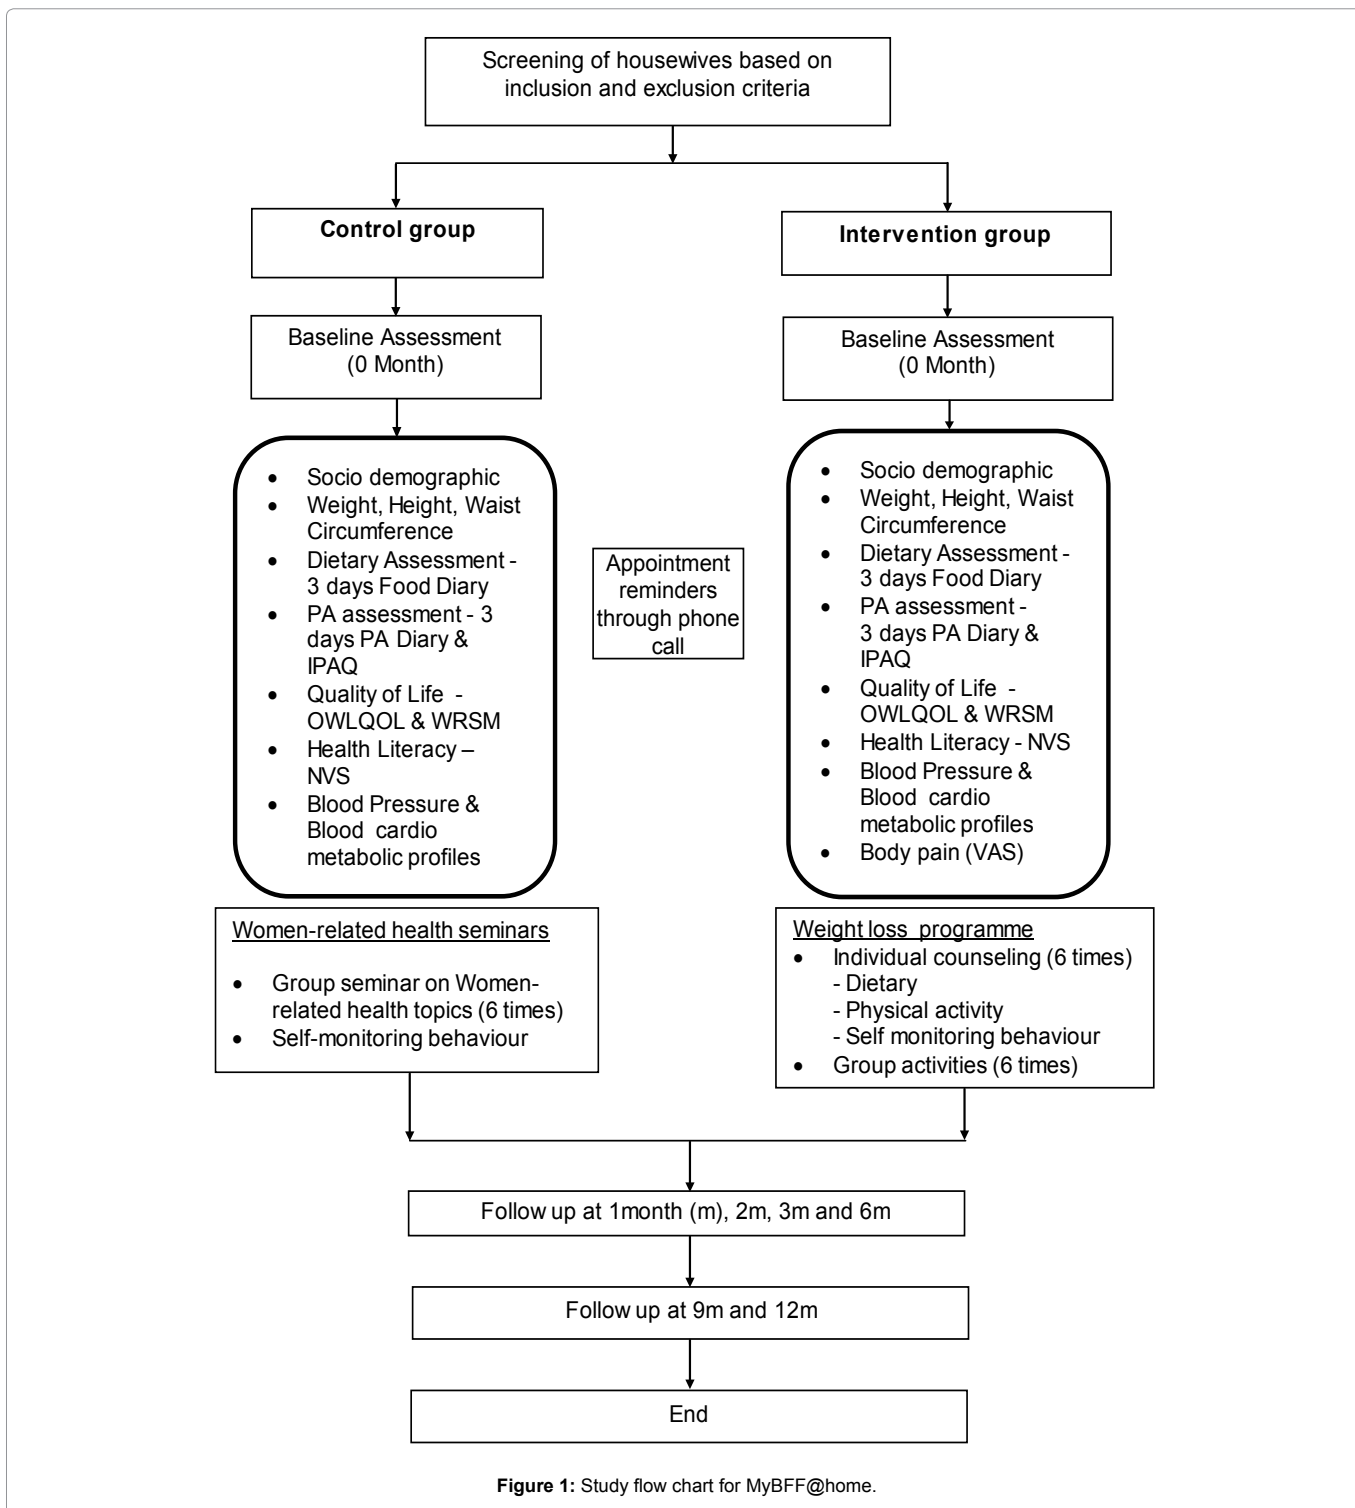 Screening of housewives based on
inclusion and exclusion criteria
Control group
Intervention group
Baseline Assessment
(0 Month)
Baseline Assessment
(0 Month)
• Socio demographic
• Weight, Height, Waist
Circumference
• Dietary Assessment -
3 days Food Diary
• PA assessment - 3
days PA Diary &
IPAQ
• Quality of Life -
OWLQOL & WRSM
• Health Literacy –
NVS
• Blood Pressure &
Blood cardio
metabolic profiles
Appointment
reminders
through phone
call
• Socio demographic
• Weight, Height, Waist
Circumference
• Dietary Assessment -
3 days Food Diary
• PA assessment -
3 days PA Diary &
IPAQ
• Quality of Life -
OWLQOL & WRSM
• Health Literacy - NVS
• Blood Pressure &
Blood cardio
metabolic profiles
• Body pain (VAS)
Women-related health seminars
• Group seminar on Women-
related health topics (6 times)
• Self-monitoring behaviour
Weight loss programme
• Individual counseling (6 times)
- Dietary
- Physical activity
- Self monitoring behaviour
• Group activities (6 times)
Follow up at 1month (m), 2m, 3m and 6m
Follow up at 9m and 12m
End
Figure 1: Study flow chart for MyBFF@home.